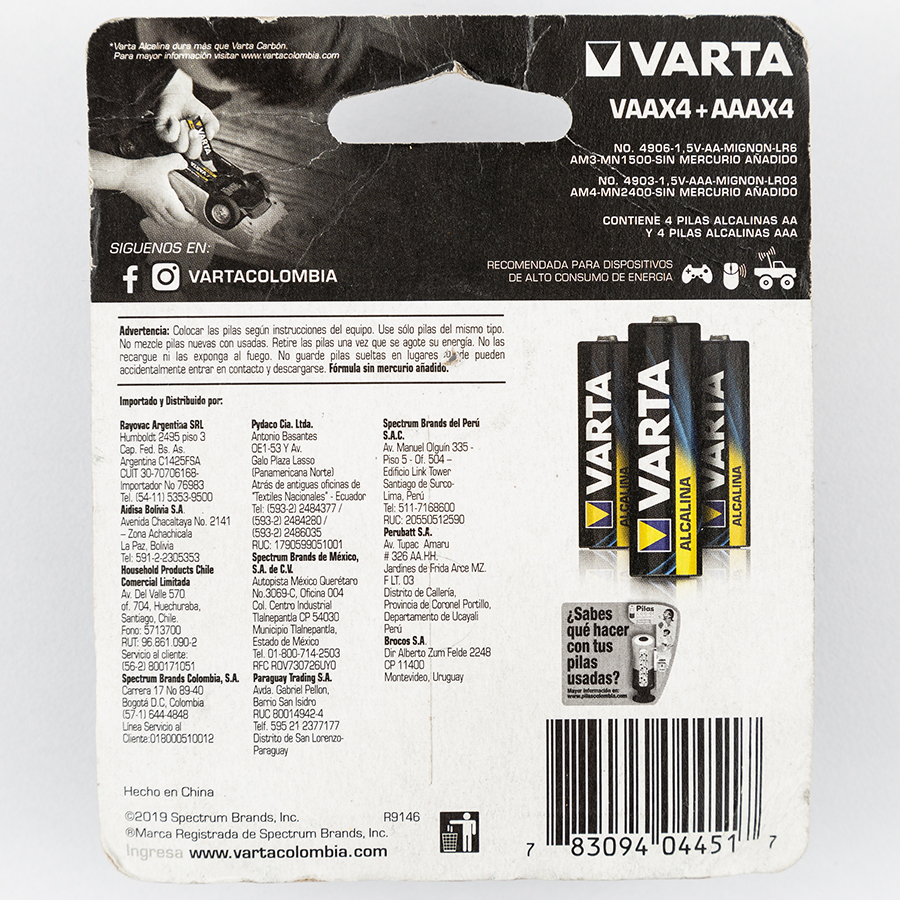 *Varta Alcalina dura más que Varta Carbón.
Para mayor información visitar www.vartacolombia.com
VARTA
VAAX4 + AAAX4
NO. 4906-1,5V-AA-MIGNON-LR6
AM3-MN1500-SIN MERCURIO AÑADIDO
NO. 4903-1,5V-AAA-MIGNON-LR03
AM4-MN2400-SIN MERCURIO AÑADIDO
CONTIENE 4 PILAS ALCALINAS AA
Y 4 PILAS ALCALINAS AAA
SIGUENOS EN:
VARTACOLOMBIA
RECOMENDADA PARA DISPOSITIVOS
DE ALTO CONSUMO DE ENERGIA
Advertencia: Colocar las pilas según instrucciones del equipo. Use sólo pilas del mismo tipo.
No mezcle pilas nuevas con usadas. Retire las pilas una vez que se agote su energía. No las
recargue ni las exponga al fuego. No guarde pilas sueltas en lugares de pueden
accidentalmente entrar en contacto y descargarse. Fórmula sin mercurio añadido.
Importado y Distribuido por:
Rayovac Argentina SRL
Humboldt 2495 piso 3
Cap. Fed. Bs. As.
Argentina C1425FSA
CUIT 30-70706168-
Importador No 76983
Tel. (54-11) 5353-9500
Aidisa Bolivia S.A
Avenida Chacaltaya No. 2141
– Zona Achachicala
La Paz, Bolivia
Tel: 591-2-2305353
Household Products Chile
Comercial Limitada
Av. Del Valle 570
of. 704, Huechuraba,
Santiago, Chile.
Fono: 5713700
RUT: 96.861.090-2
Servicio al cliente:
(56-2) 800171051
Spectrum Brands Colombia, S.A.
Carrera 17 No 89-40
Bogotá D.C, Colombia
(57-1) 644-4848
Línea Servicio al
Cliente:018000510012
Pydaco Cia. Ltda.
Antonio Basantes
OE1-53 Y Av.
Galo Plaza Lasso
(Panamericana Norte)
Atrás de antiguas oficinas de
"Textiles Nacionales" - Ecuador
Tel: (593-2) 2484377 /
(593-2) 2484280 /
(593-2) 2486035
RUC: 1790599051001
Spectrum Brands de México,
S.A. de C.V.
Autopista México Querétaro
No.3069-C, Oficina 004
Col. Centro Industrial
Tlalnepantla CP 54030
Municipio Tlalnepantla,
Estado de México
Tel. 01-800-714-2503
RFC ROV730726UY0
Paraguay Trading S.A.
Avda. Gabriel Pellon,
Barrio San Isidro
RUC 80014942-4
Telf. 595 21 2377177
Distrito de San Lorenzo-
Paraguay
Spectrum Brands del Perú
S.A.C.
Av. Manuel Olguín 335 -
Piso 5 - Of. 504 –
Edificio Link Tower
Santiago de Surco-
Lima, Perú
Tel: 511-7168600
RUC: 20550512590
Perubatt S.A.
Av. Tupac Amaru
# 326 AA.HH.
Jardines de Frida Arce MZ.
F LT. 03
Distrito de Callería,
Provincia de Coronel Portillo,
Departamento de Ucayali
Perú
Brocos S.A
Dir Alberto Zum Felde 2248
CP 11400
Montevideo, Uruguay
VARTA
ALCALINA
VARTA
ALCALINA
VARTA
ALCALINA
¿Sabes
qué hacer
con tus
pilas
usadas?
Mayor información en:
www.pilascolombia.com
Pilas
Hecho en China
©2019 Spectrum Brands, Inc.
R9146
®Marca Registrada de Spectrum Brands, Inc.
Ingresa www.vartacolombia.com
7 83094 04451 7